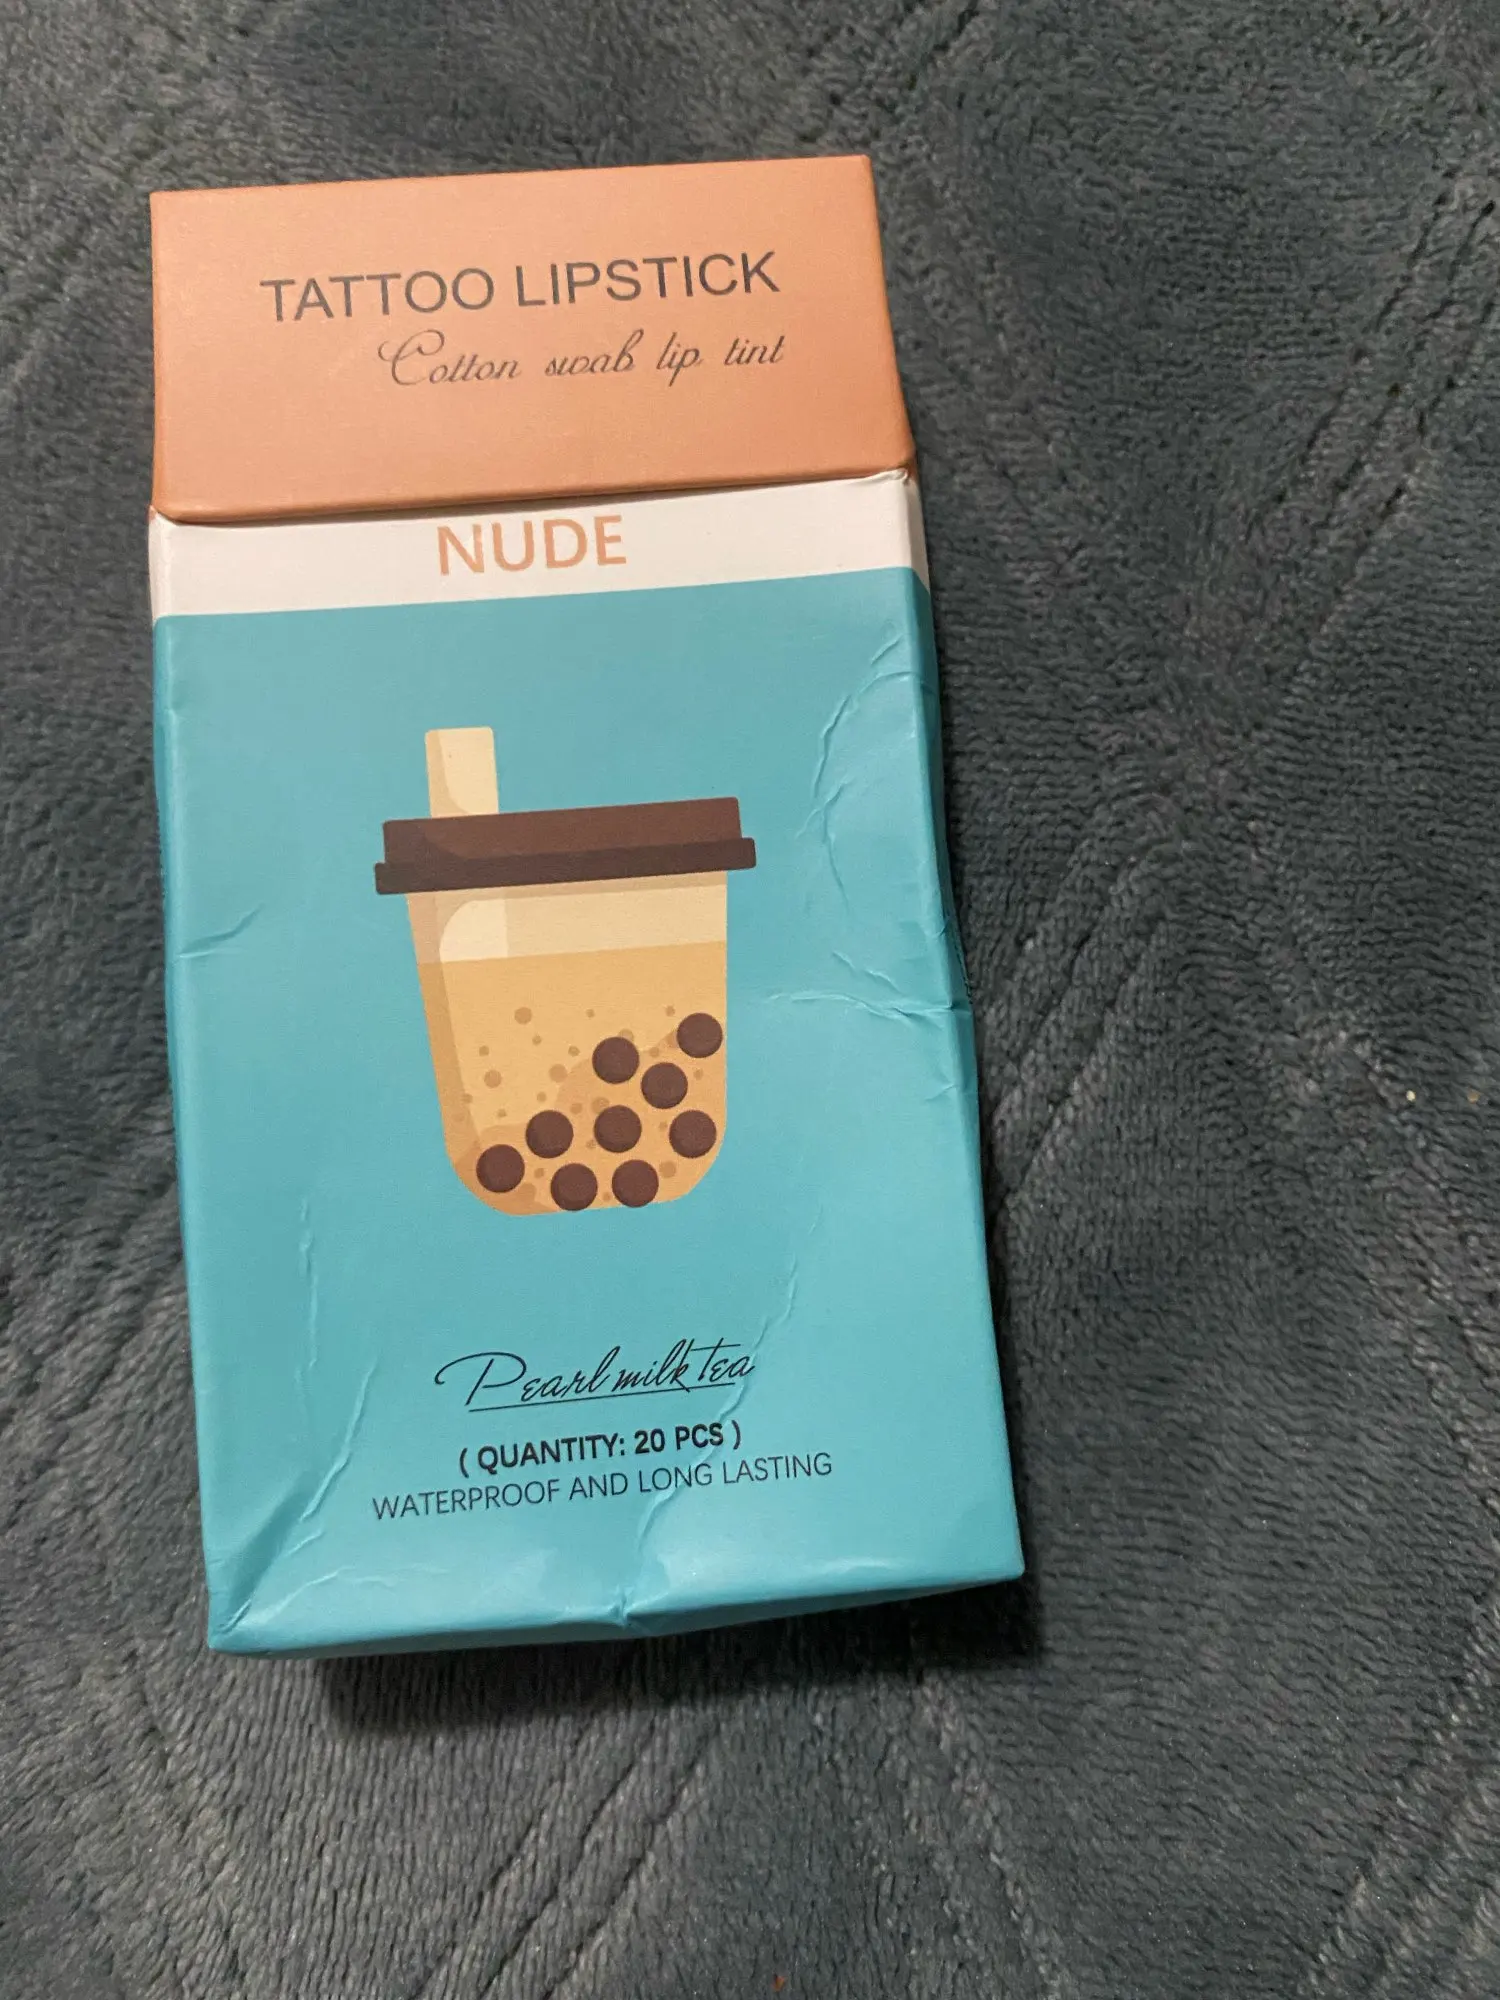 TATTOO LIPSTICK
Cotton swab lip tint
NUDE
Pearl milk tea
( QUANTITY: 20 PCS )
WATERPROOF AND LONG LASTING